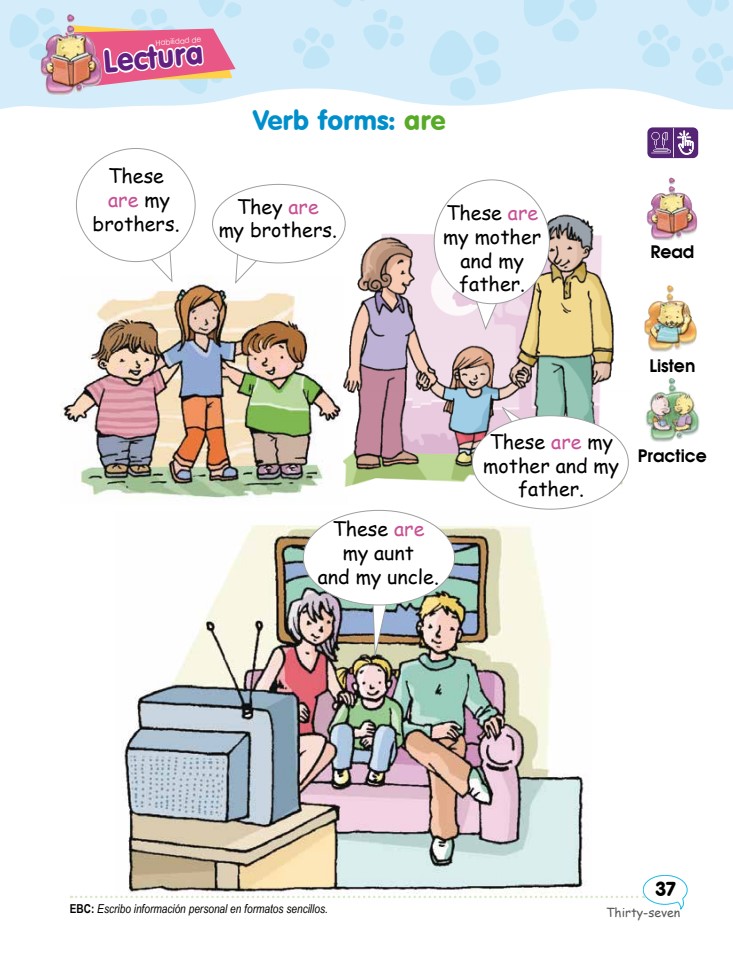 Habilidad de
Lectura
Verb forms: are
These
are my
brothers.
They are
my brothers.
These are
my mother
and my
father.
Read
Listen
Practice
These are my
mother and my
father.
These are
my aunt
and my uncle.
37
Thirty-seven
EBC: Escribo información personal en formatos sencillos.